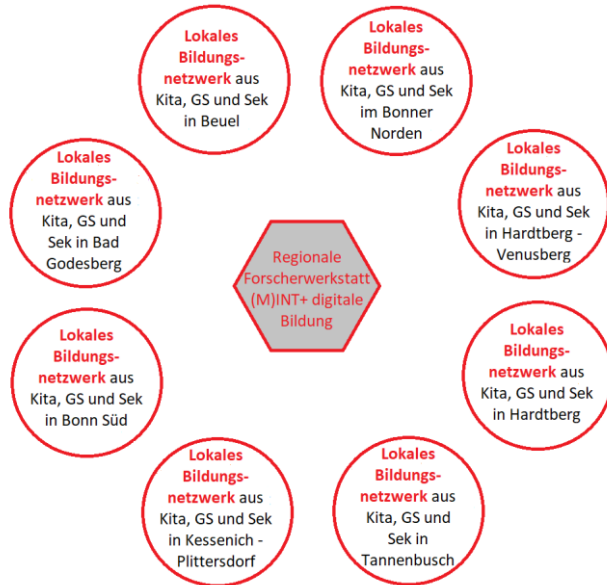 Lokales
Bildungs-
netzwerk aus
Kita, GS und Sek
in Beuel
Lokales
Bildungs-
netzwerk aus
Kita, GS und Sek
im Bonner
Norden
Lokales
Bildungs-
netzwerk aus
Kita, GS und
Sek in Bad
Godesberg
Lokales
Bildungs-
netzwerk aus
Kita, GS und Sek
in Hardtberg -
Venusberg
Regionale
Forscherwerkstatt
(M)INT+ digitale
Bildung
Lokales
Bildungs-
netzwerk aus
Kita, GS und Sek
in Bonn Süd
Lokales
Bildungs-
netzwerk aus
Kita, GS und Sek
in Hardtberg
Lokales
Bildungs-
netzwerk aus
Kita, GS und Sek
in Kessenich -
Plittersdorf
Lokales
Bildungs-
netzwerk aus
Kita, GS und
Sek in
Tannenbusch